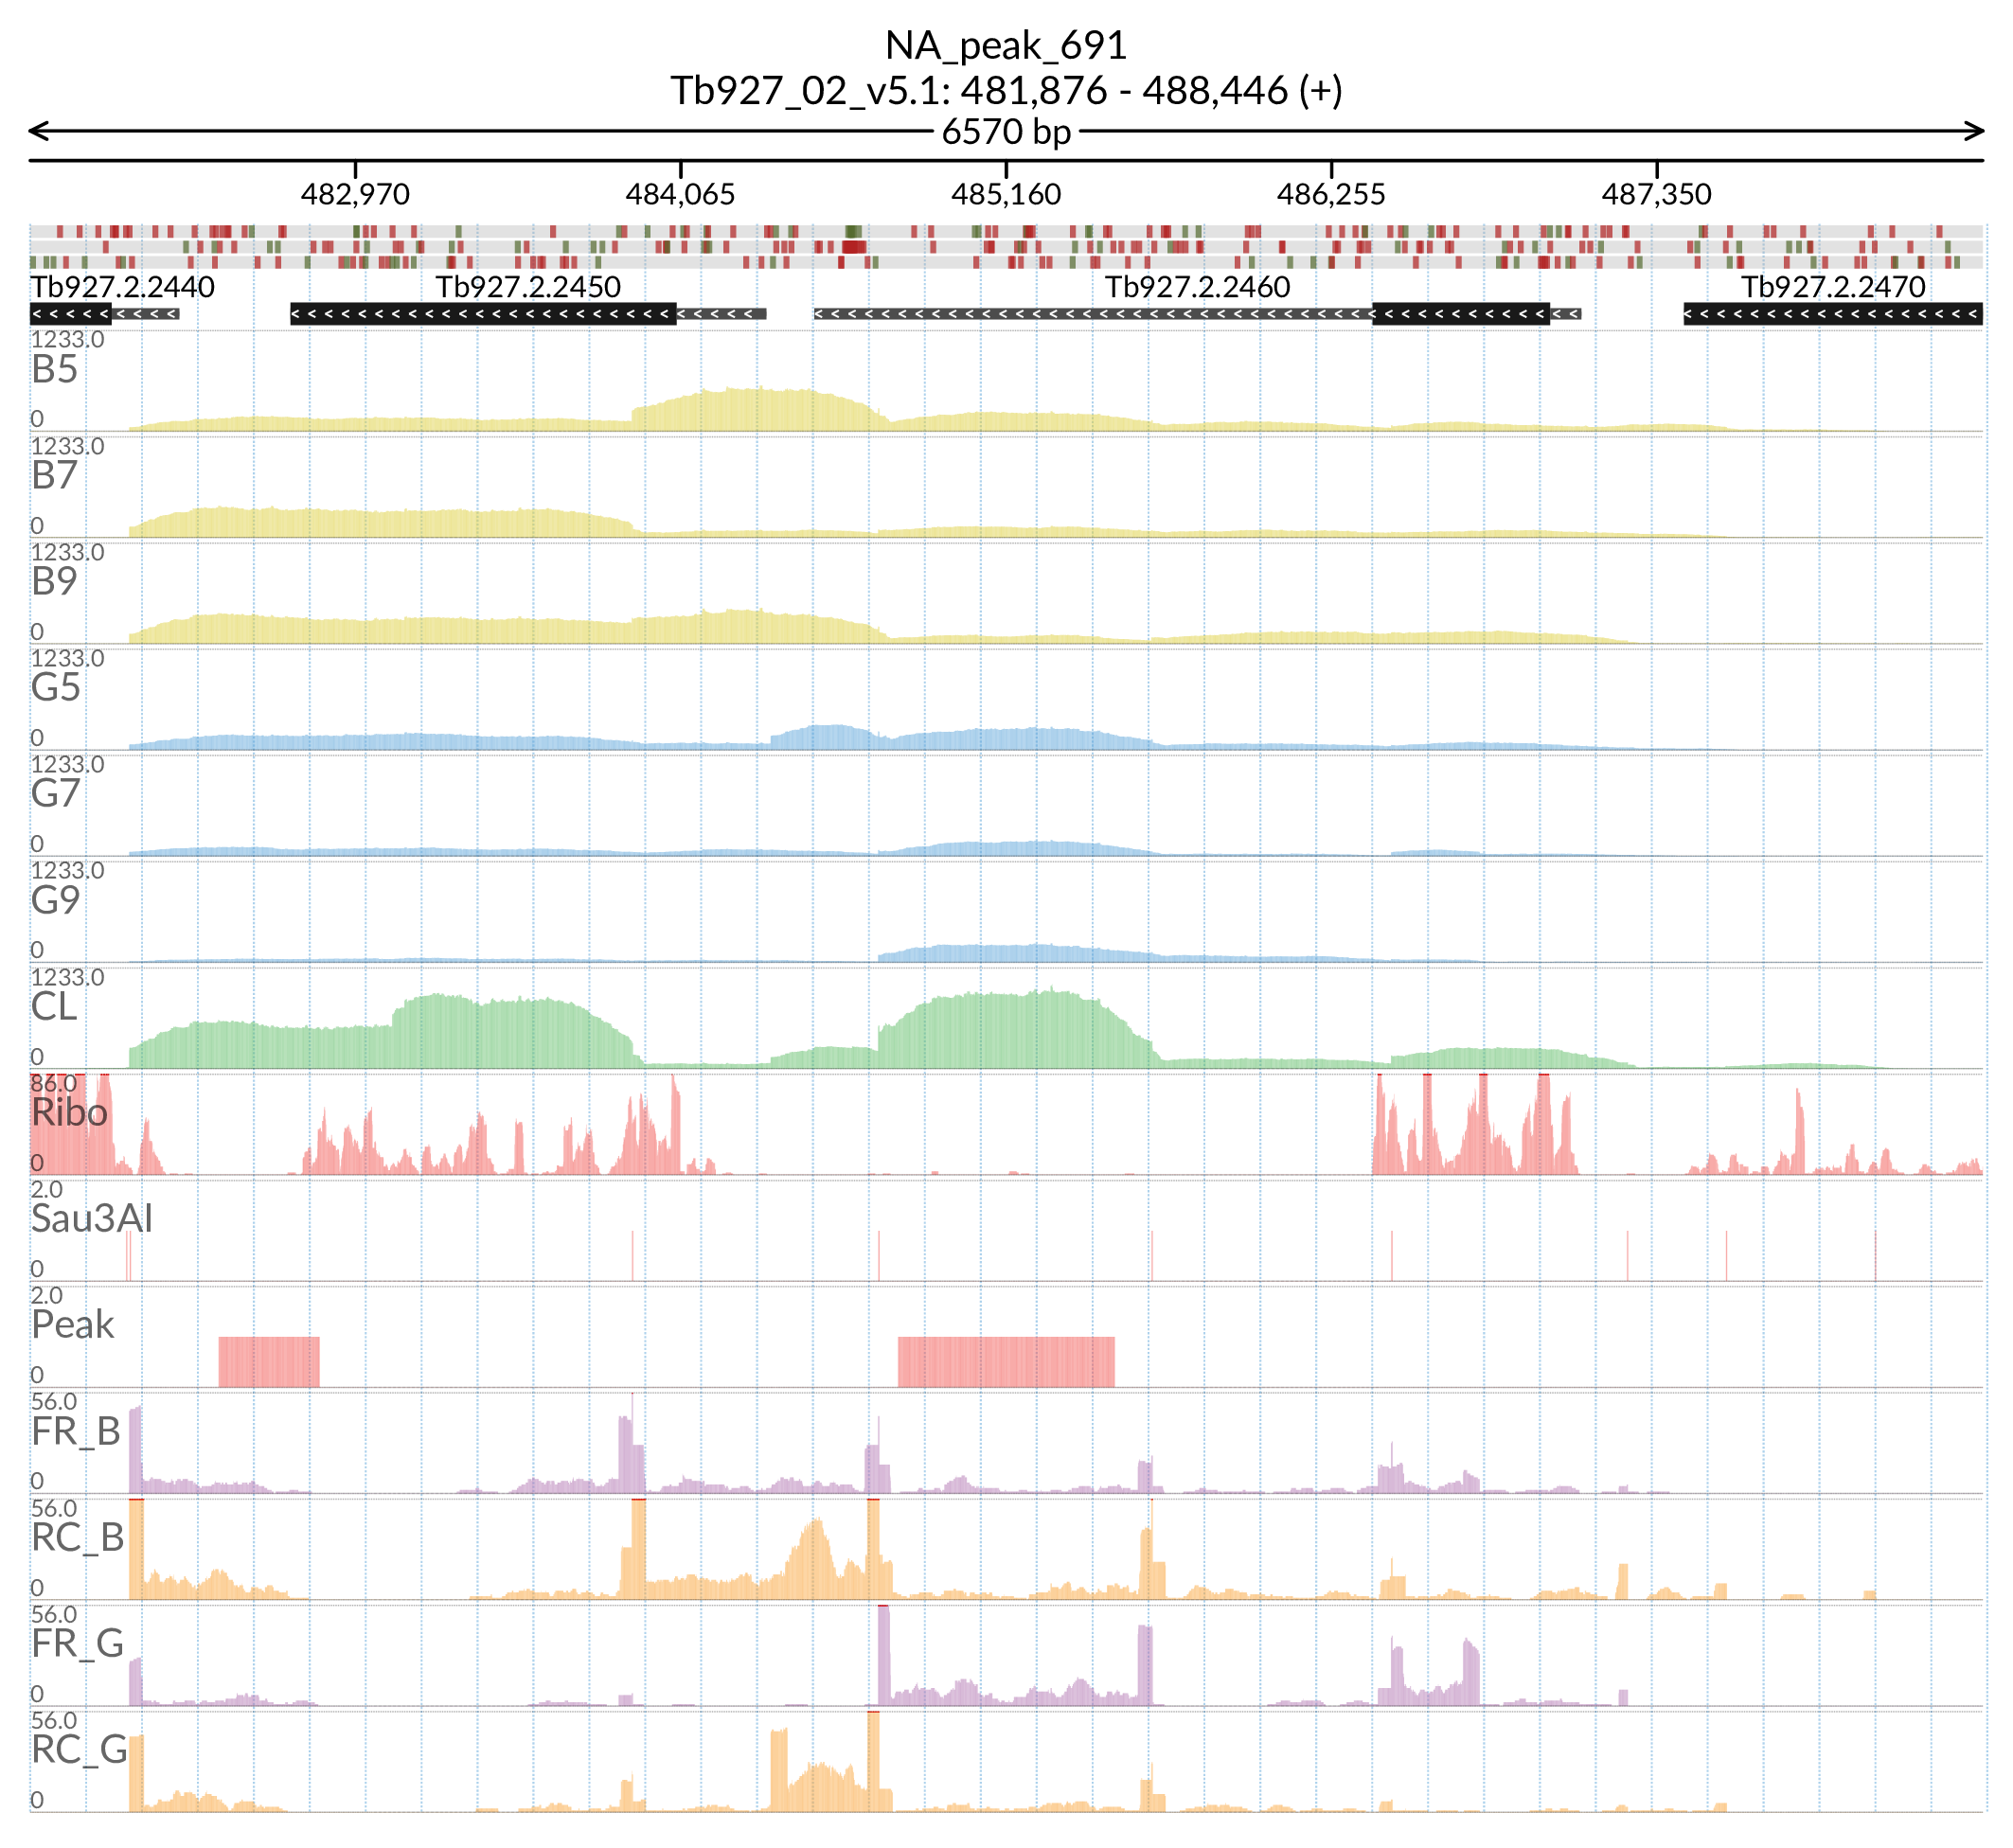 NA_peak_691
Tb927_02_v5.1: 481,876 - 488,446 (+)
6570 bp
482,970 484,065 485,160 486,255 487,350
Tb927.2.2440 Tb927.2.2450 Tb927.2.2460 Tb927.2.2470
1233.0
B5
0
1233.0
B7
0
1233.0
B9
0
1233.0
G5
0
1233.0
G7
0
1233.0
G9
0
1233.0
CL
0
86.0
Ribo
0
2.0
Sau3AI
0
2.0
Peak
0
56.0
FR_B
0
56.0
RC_B
0
56.0
FR_G
0
56.0
RC_G
0